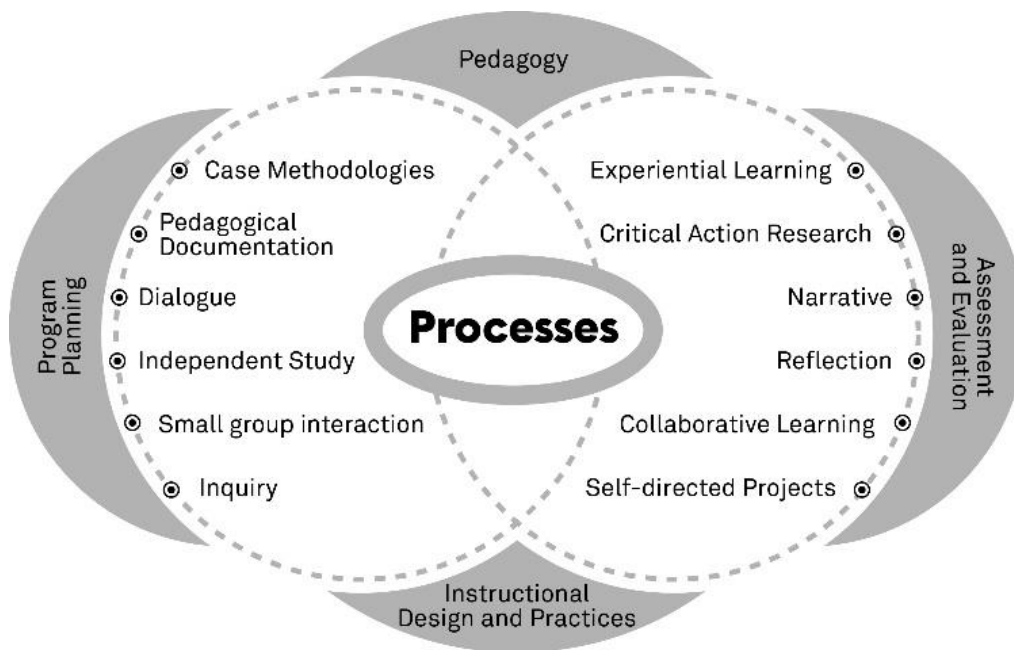 Pedagogy
Program
Planning
Case Methodologies
Pedagogical
Documentation
Dialogue
Independent Study
Small group interaction
Inquiry
Processes
Experiential Learning
Critical Action Research
Narrative
Reflection
Collaborative Learning
Self-directed Projects
Assessment
and Evaluation
Instructional
Design and Practices